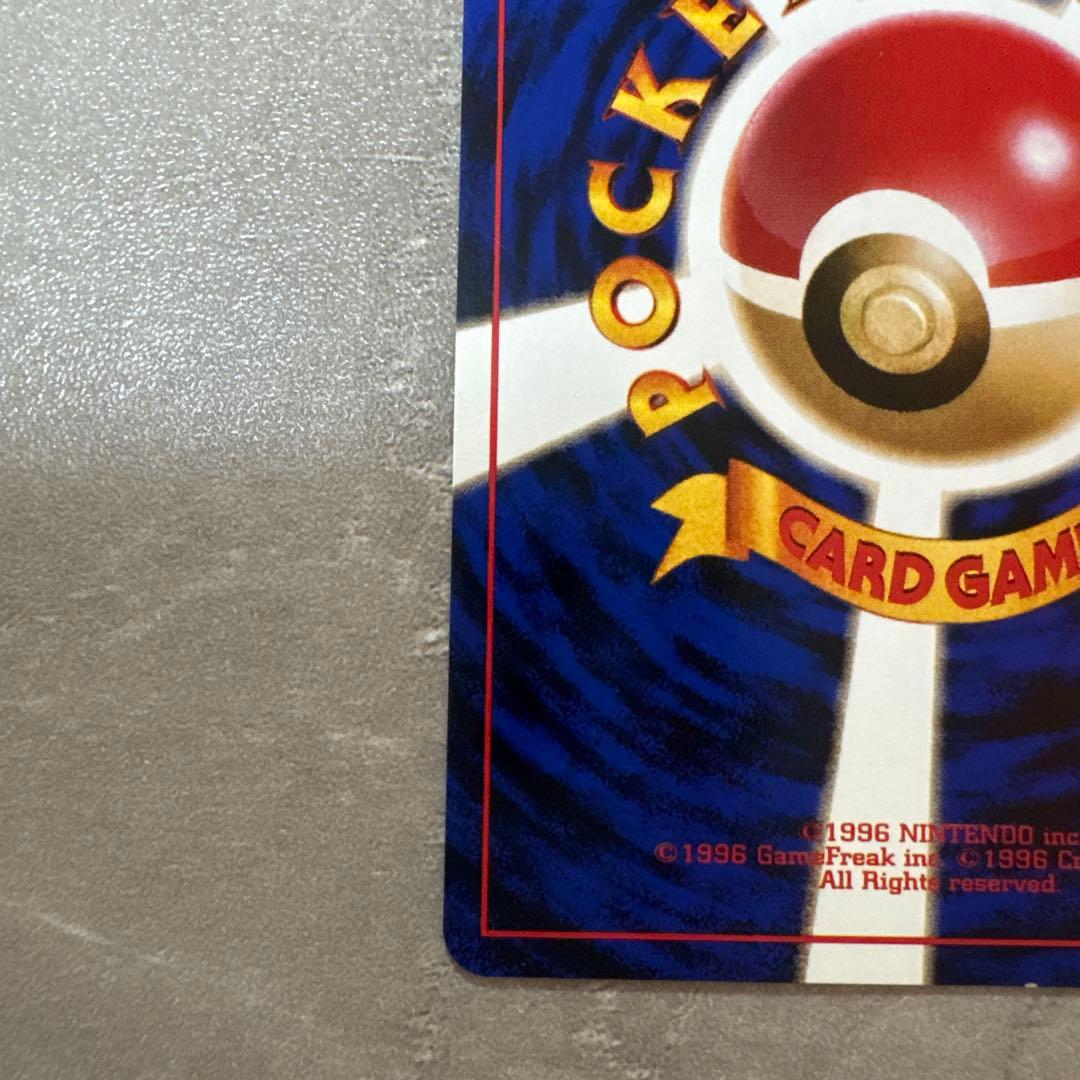 POCKE
CARD GAM
©1996 NINTENDO inc
©1996 GameFreak inc. ©1996 Cr
All Rights reserved.